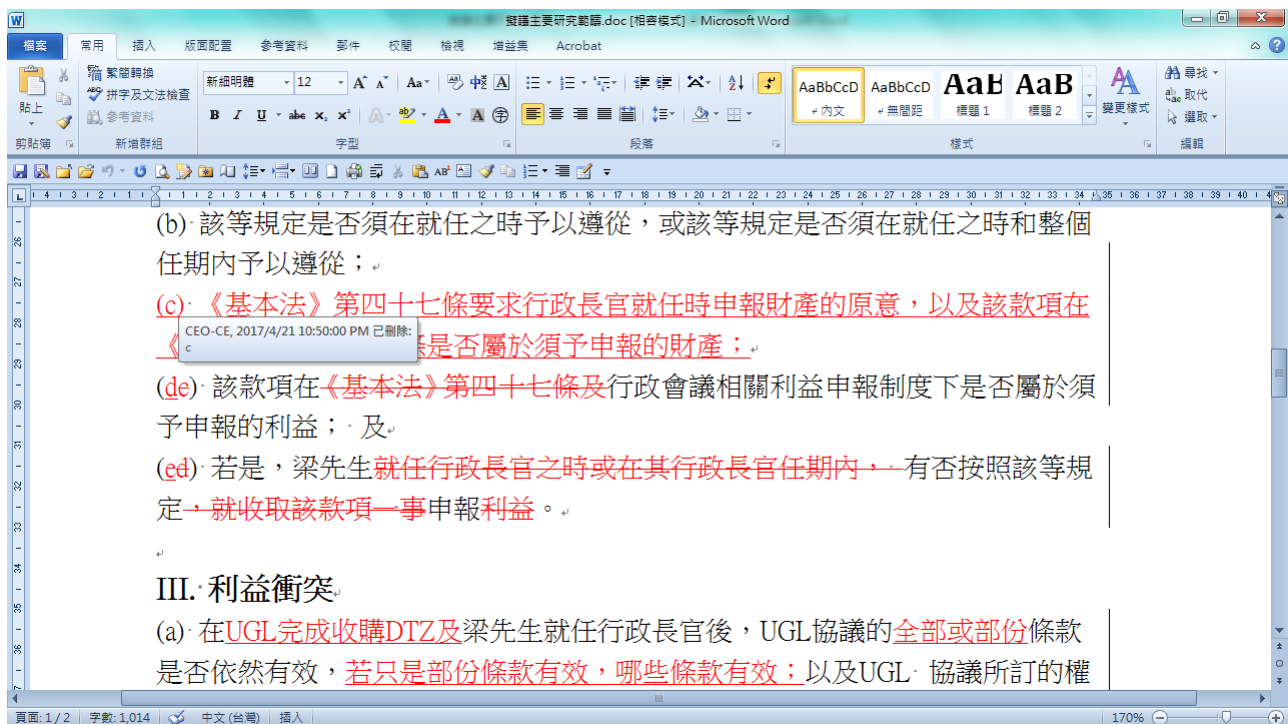 擬議主要研究範疇.doc [相容模式] - Microsoft Word
檔案 常用 插入 版面配置 參考資料 郵件 校閱 檢視 增益集 Acrobat
貼上 繁簡轉換 拼字及文法檢查 參考資料
新細明體 12
AaBbCcD AaBbCcD AaB AaB
內文 無間距 標題 1 標題 2 變更樣式
尋找 取代 選取
剪貼簿 新增群組 字型 段落 樣式 編輯
(b) 該等規定是否須在就任之時予以遵從，或該等規定是否須在就任之時和整個
任期內予以遵從；
(c) 《基本法》第四十七條要求行政長官就任時申報財產的原意，以及該款項在
CEO-CE, 2017/4/21 10:50:00 PM 已刪除:
c
《 是否屬於須予申報的財產；
(de) 該款項在《基本法》第四十七條及行政會議相關利益申報制度下是否屬於須
予申報的利益； 及
(ed) 若是，梁先生就任行政長官之時或在其行政長官任期內， 有否按照該等規
定，就收取該款項一事申報利益。
III. 利益衝突
(a) 在UGL完成收購DTZ及梁先生就任行政長官後，UGL協議的全部或部份條款
是否依然有效，若只是部份條款有效，哪些條款有效；以及UGL 協議所訂的權
頁面: 1 / 2 字數: 1,014 中文 (台灣) 插入 170%